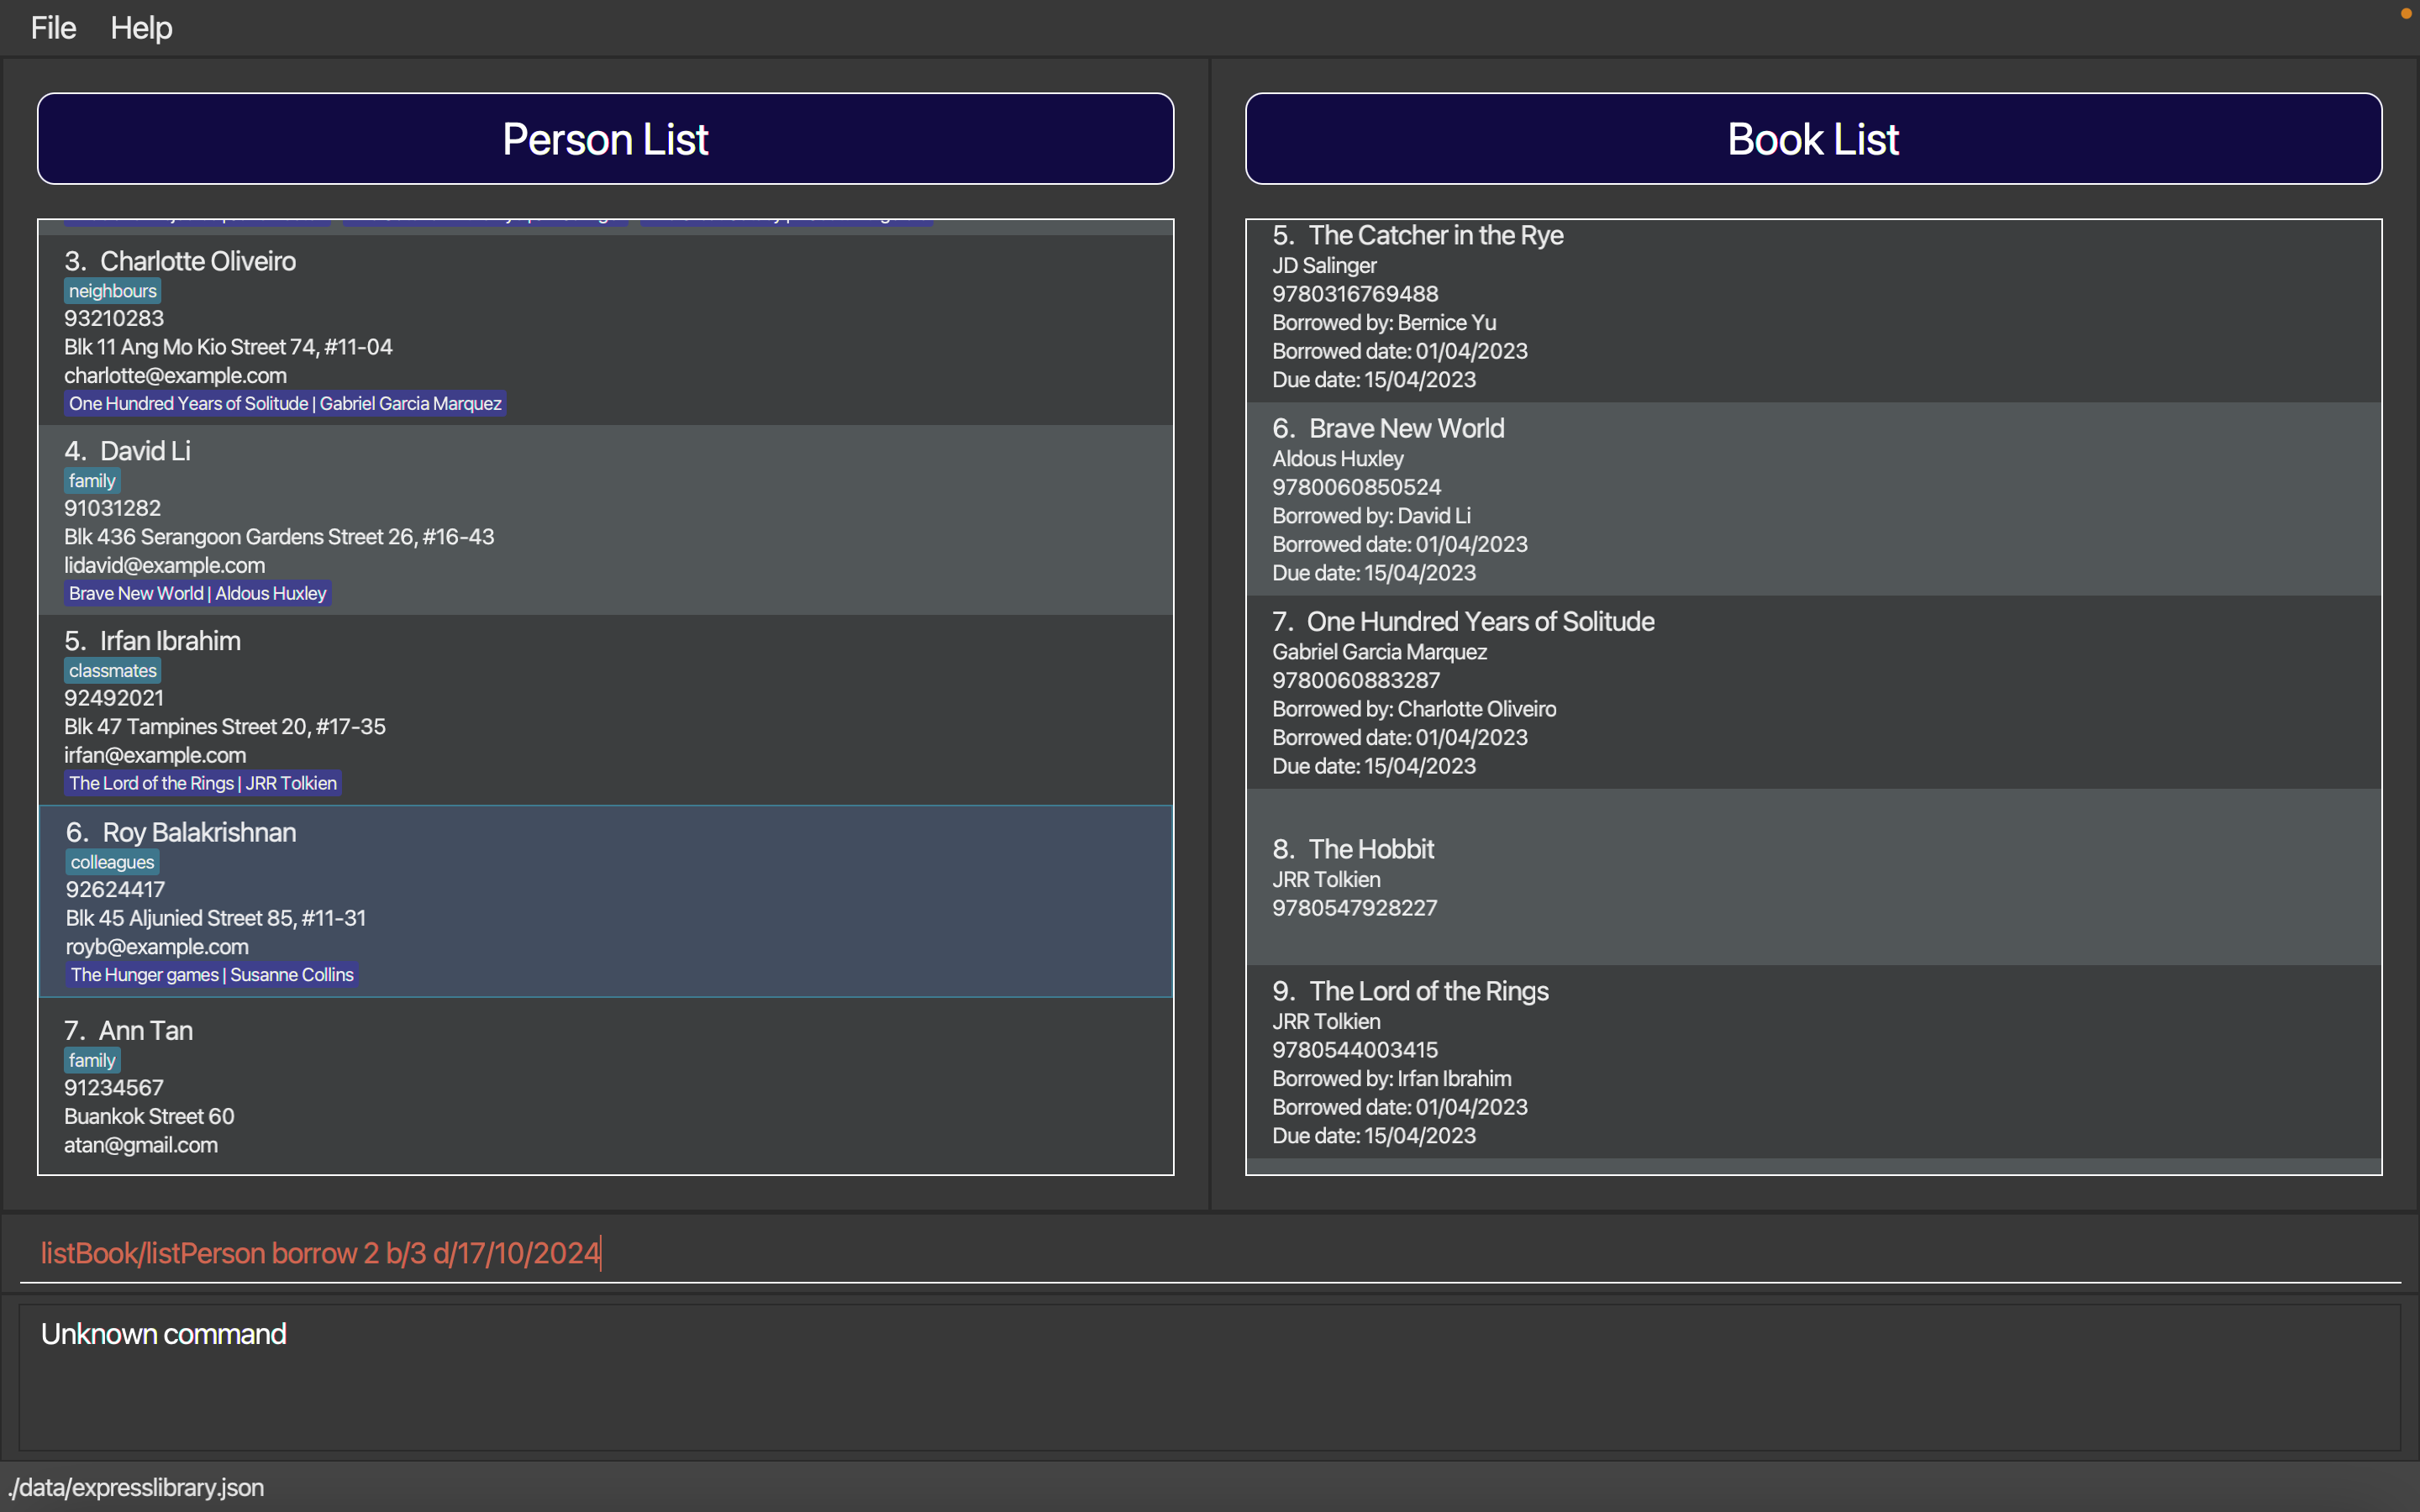 File Help
Person List
3. Charlotte Oliveiro
neighbours
93210283
Blk 11 Ang Mo Kio Street 74, #11-04
charlotte@example.com
One Hundred Years of Solitude | Gabriel Garcia Marquez
4. David Li
family
91031282
Blk 436 Serangoon Gardens Street 26, #16-43
lidavid@example.com
Brave New World | Aldous Huxley
5. Irfan Ibrahim
classmates
92492021
Blk 47 Tampines Street 20, #17-35
irfan@example.com
The Lord of the Rings | JRR Tolkien
6. Roy Balakrishnan
colleagues
92624417
Blk 45 Aljunied Street 85, #11-31
royb@example.com
The Hunger games | Susanne Collins
7. Ann Tan
family
91234567
Buankok Street 60
atan@gmail.com
Book List
5. The Catcher in the Rye
JD Salinger
9780316769488
Borrowed by: Bernice Yu
Borrowed date: 01/04/2023
Due date: 15/04/2023
6. Brave New World
Aldous Huxley
9780060850524
Borrowed by: David Li
Borrowed date: 01/04/2023
Due date: 15/04/2023
7. One Hundred Years of Solitude
Gabriel Garcia Marquez
9780060883287
Borrowed by: Charlotte Oliveiro
Borrowed date: 01/04/2023
Due date: 15/04/2023
8. The Hobbit
JRR Tolkien
9780547928227
9. The Lord of the Rings
JRR Tolkien
9780544003415
Borrowed by: Irfan Ibrahim
Borrowed date: 01/04/2023
Due date: 15/04/2023
listBook/listPerson borrow 2 b/3 d/17/10/2024
Unknown command
./data/expresslibrary.json